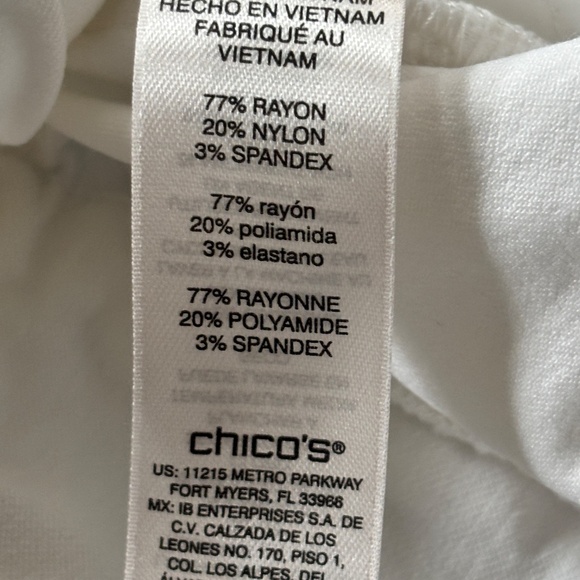 HECHO EN VIETNAM
FABRIQUÉ AU
VIETNAM
77% RAYON
20% NYLON
3% SPANDEX
77% rayón
20% poliamida
3% elastano
77% RAYONNE
20% POLYAMIDE
3% SPANDEX
chico's®
US: 11215 METRO PARKWAY
FORT MYERS, FL 33966
MX: IB ENTERPRISES S.A. DE
C.V. CALZADA DE LOS
LEONES NO. 170, PISO 1,
COL. LOS ALPES, DEL.